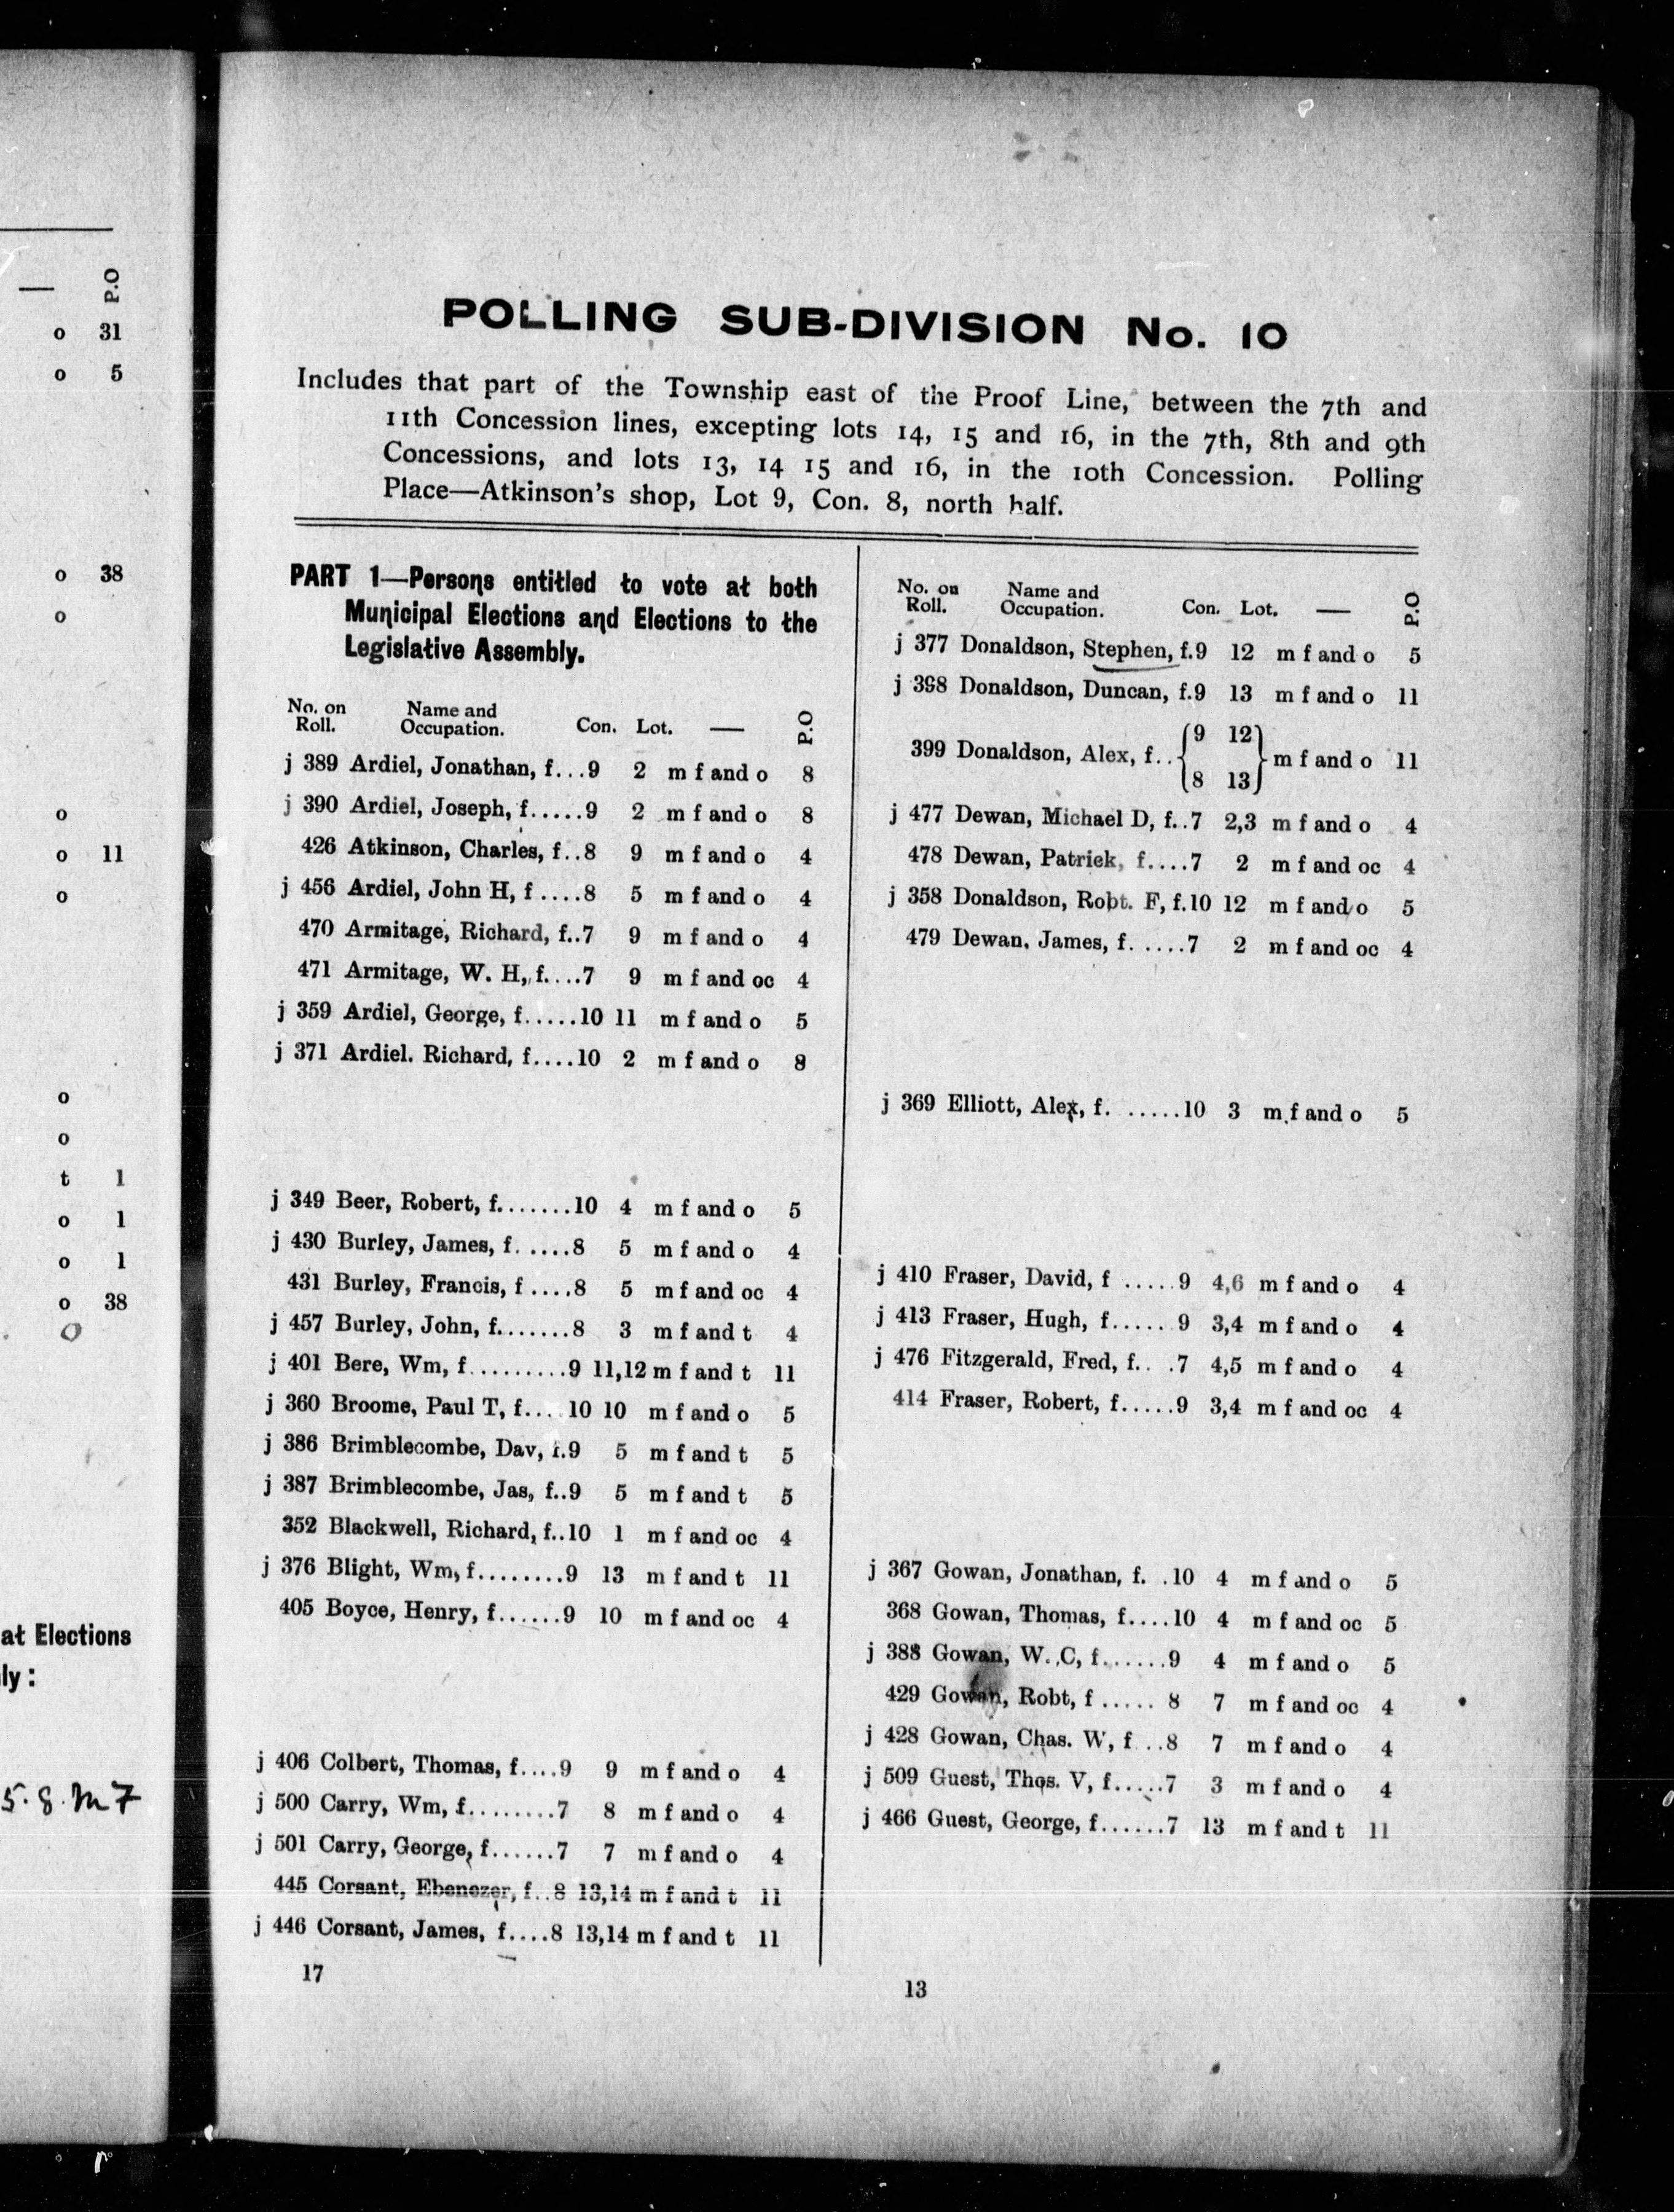 P.O
o 31
o 5
o 38
o
o
o 11
o
o
o
t 1
o 1
o 1
o 38
o
at Elections
ly :
5. 8. m 7
POLLING SUB-DIVISION No. 10
Includes that part of the Township east of the Proof Line, between the 7th and
11th Concession lines, excepting lots 14, 15 and 16, in the 7th, 8th and 9th
Concessions, and lots 13, 14 15 and 16, in the 10th Concession. Polling
Place—Atkinson's shop, Lot 9, Con. 8, north half.
PART 1—Persons entitled to vote at both
Municipal Elections and Elections to the
Legislative Assembly.
No. on Name and
Roll. Occupation. Con. Lot. — P.O
j 389 Ardiel, Jonathan, f...9 2 m f and o 8
j 390 Ardiel, Joseph, f.....9 2 m f and o 8
426 Atkinson, Charles, f..8 9 m f and o 4
j 456 Ardiel, John H, f ....8 5 m f and o 4
470 Armitage, Richard, f..7 9 m f and o 4
471 Armitage, W. H, f....7 9 m f and oc 4
j 359 Ardiel, George, f.....10 11 m f and o 5
j 371 Ardiel. Richard, f....10 2 m f and o 8
j 349 Beer, Robert, f.......10 4 m f and o 5
j 430 Burley, James, f. ....8 5 m f and o 4
431 Burley, Francis, f ....8 5 m f and oc 4
j 457 Burley, John, f.......8 3 m f and t 4
j 401 Bere, Wm, f.........9 11,12 m f and t 11
j 360 Broome, Paul T, f... 10 10 m f and o 5
j 386 Brimblecombe, Dav, f.9 5 m f and t 5
j 387 Brimblecombe, Jas, f..9 5 m f and t 5
352 Blackwell, Richard, f..10 1 m f and oc 4
j 376 Blight, Wm, f........9 13 m f and t 11
405 Boyce, Henry, f......9 10 m f and oc 4
j 406 Colbert, Thomas, f....9 9 m f and o 4
j 500 Carry, Wm, f........7 8 m f and o 4
j 501 Carry, George, f......7 7 m f and o 4
445 Corsant, Ebenezer, f..8 13,14 m f and t 11
j 446 Corsant, James, f....8 13,14 m f and t 11
17
No. on Name and
Roll. Occupation. Con. Lot. — P.O
j 377 Donaldson, Stephen, f.9 12 m f and o 5
j 398 Donaldson, Duncan, f.9 13 m f and o 11
{9 12}
399 Donaldson, Alex, f.. m f and o 11
{8 13}
j 477 Dewan, Michael D, f..7 2,3 m f and o 4
478 Dewan, Patriek, f....7 2 m f and oc 4
j 358 Donaldson, Robt. F, f.10 12 m f and o 5
479 Dewan. James, f. ....7 2 m f and oc 4
j 369 Elliott, Alex, f. .....10 3 m f and o 5
j 410 Fraser, David, f .....9 4,6 m f and o 4
j 413 Fraser, Hugh, f..... 9 3,4 m f and o 4
j 476 Fitzgerald, Fred, f.. .7 4,5 m f and o 4
414 Fraser, Robert, f.....9 3,4 m f and oc 4
j 367 Gowan, Jonathan, f. .10 4 m f and o 5
368 Gowan, Thomas, f....10 4 m f and oc 5
j 388 Gowan, W. C, f......9 4 m f and o 5
429 Gowan, Robt, f ..... 8 7 m f and oc 4
j 428 Gowan, Chas. W, f ..8 7 m f and o 4
j 509 Guest, Thos. V, f.....7 3 m f and o 4
j 466 Guest, George, f......7 13 m f and t 11
13